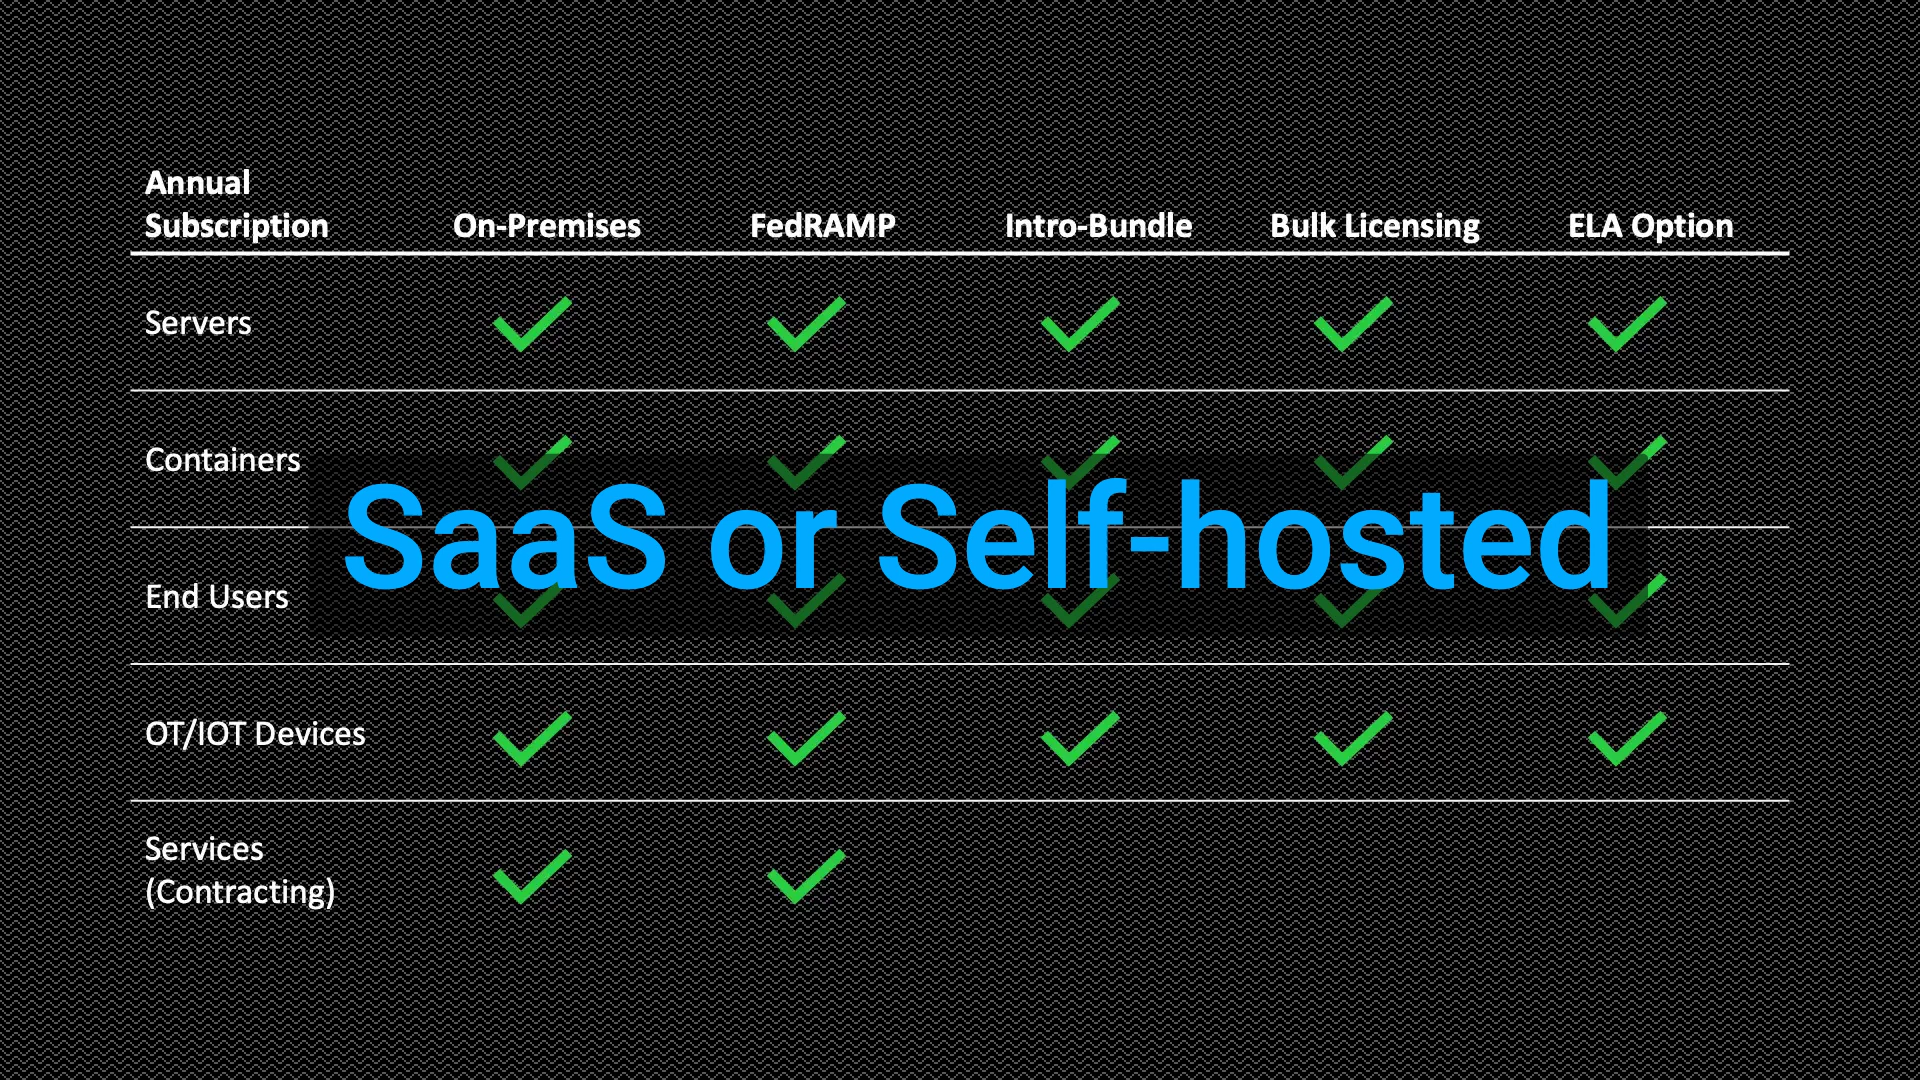 Annual
Subscription On-Premises FedRAMP Intro-Bundle Bulk Licensing ELA Option
Servers
Containers
SaaS or Self-hosted
End Users
OT/IOT Devices
Services
(Contracting)